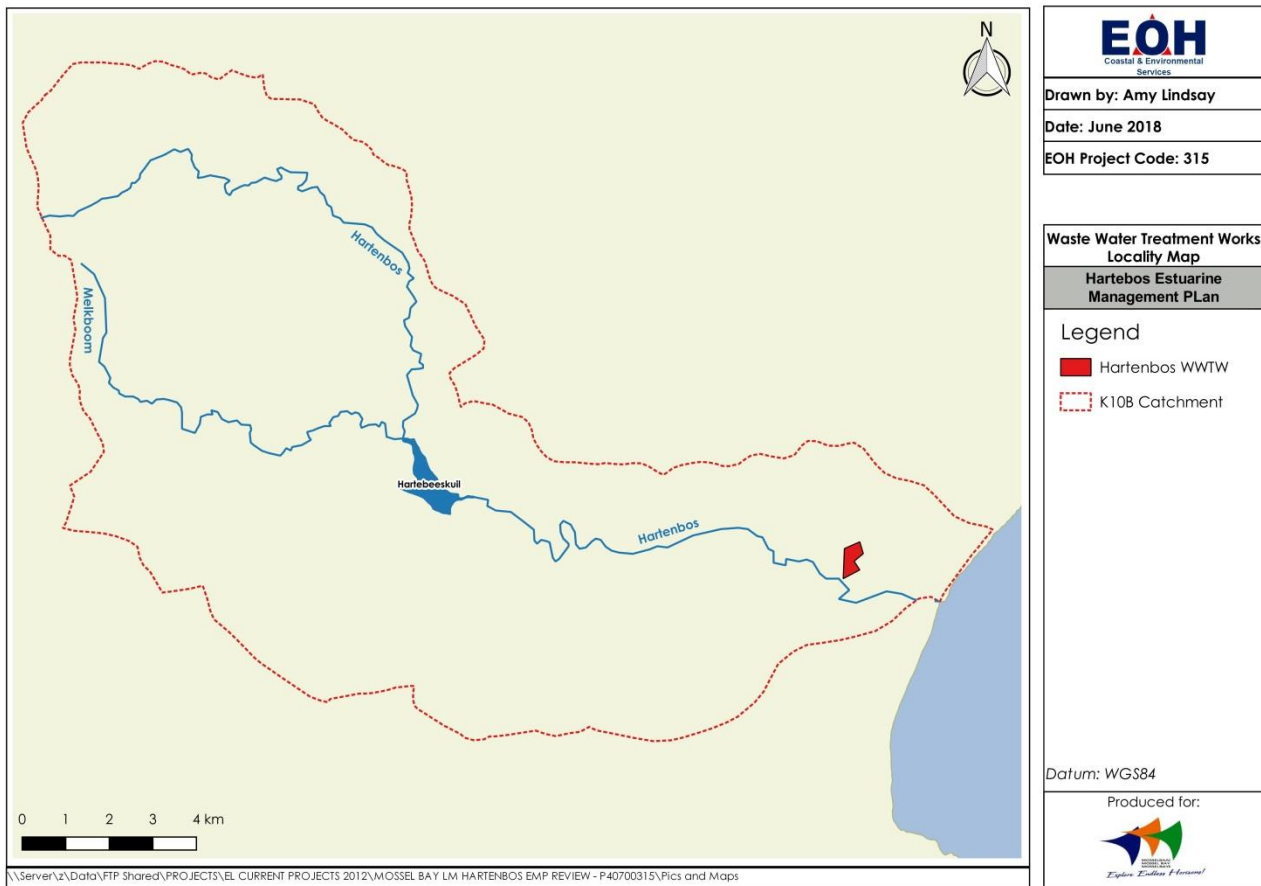 N
Hartenbos
Melkboom
Hartebeeskuil
Hartenbos
0 1 2 3 4 km
\\Server\z\Data\FTP Shared\PROJECTS\EL CURRENT PROJECTS 2012\MOSSEL BAY LM HARTENBOS EMP REVIEW - P40700315\Pics and Maps
EOH
Coastal & Environmental
Services
Drawn by: Amy Lindsay
Date: June 2018
EOH Project Code: 315
Waste Water Treatment Works
Locality Map
Hartebos Estuarine
Management PLan
Legend
Hartenbos WWTW
K10B Catchment
Datum: WGS84
Produced for:
Explore Endless Horizons!